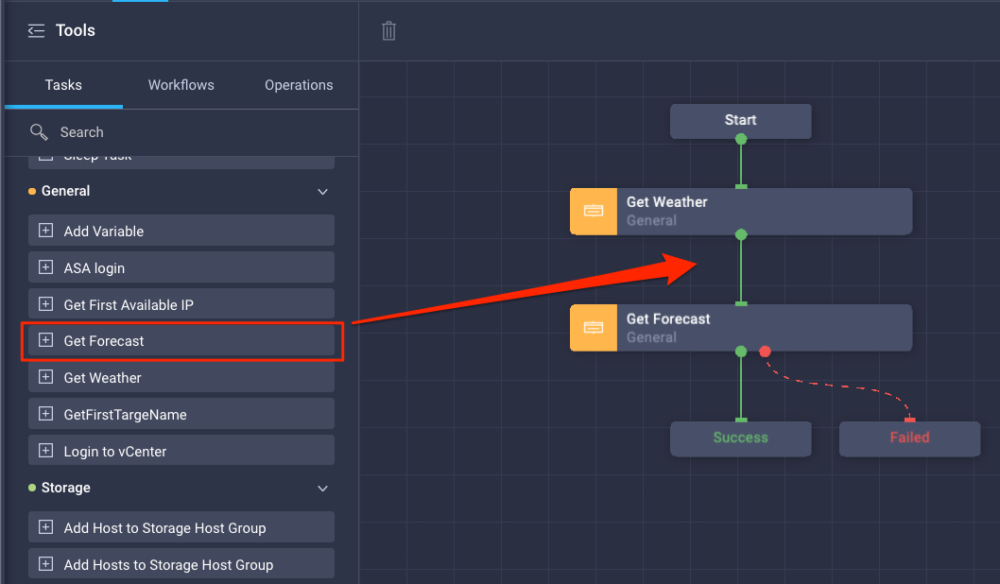 Tools
Tasks
Workflows
Operations
Search
Sleep Task
General
Add Variable
ASA login
Get First Available IP
Get Forecast
Get Weather
GetFirstTargeName
Login to vCenter
Storage
Add Host to Storage Host Group
Add Hosts to Storage Host Group
Start
Get Weather
General
Get Forecast
General
Success
Failed